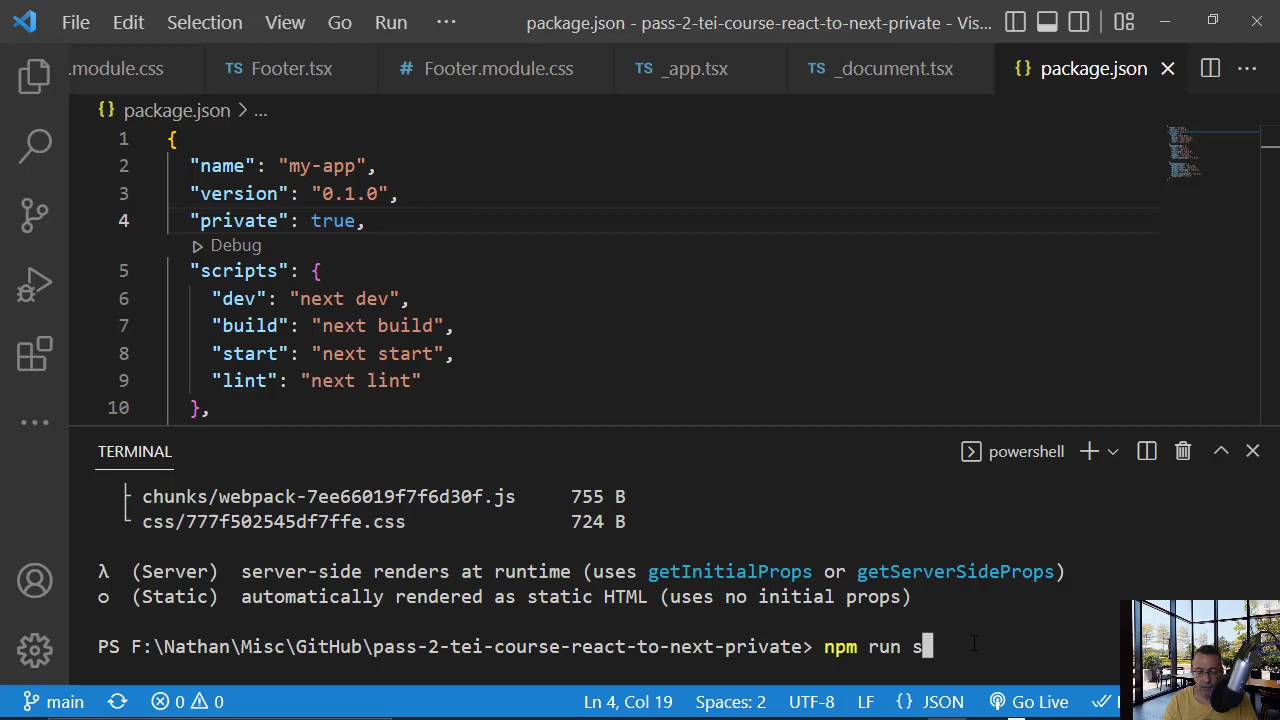 File Edit Selection View Go Run ··· package.json - pass-2-tei-course-react-to-next-private - Vis...
.module.css TS Footer.tsx # Footer.module.css TS _app.tsx TS _document.tsx {} package.json
{} package.json > ...
1 {
2 "name": "my-app",
3 "version": "0.1.0",
4 "private": true,
Debug
5 "scripts": {
6 "dev": "next dev",
7 "build": "next build",
8 "start": "next start",
9 "lint": "next lint"
10 },
TERMINAL powershell
├ chunks/webpack-7ee66019f7f6d30f.js 755 B
└ css/777f502545df7ffe.css 724 B
λ (Server) server-side renders at runtime (uses getInitialProps or getServerSideProps)
○ (Static) automatically rendered as static HTML (uses no initial props)
PS F:\Nathan\Misc\GitHub\pass-2-tei-course-react-to-next-private> npm run s
main 0 0 Ln 4, Col 19 Spaces: 2 UTF-8 LF {} JSON Go Live